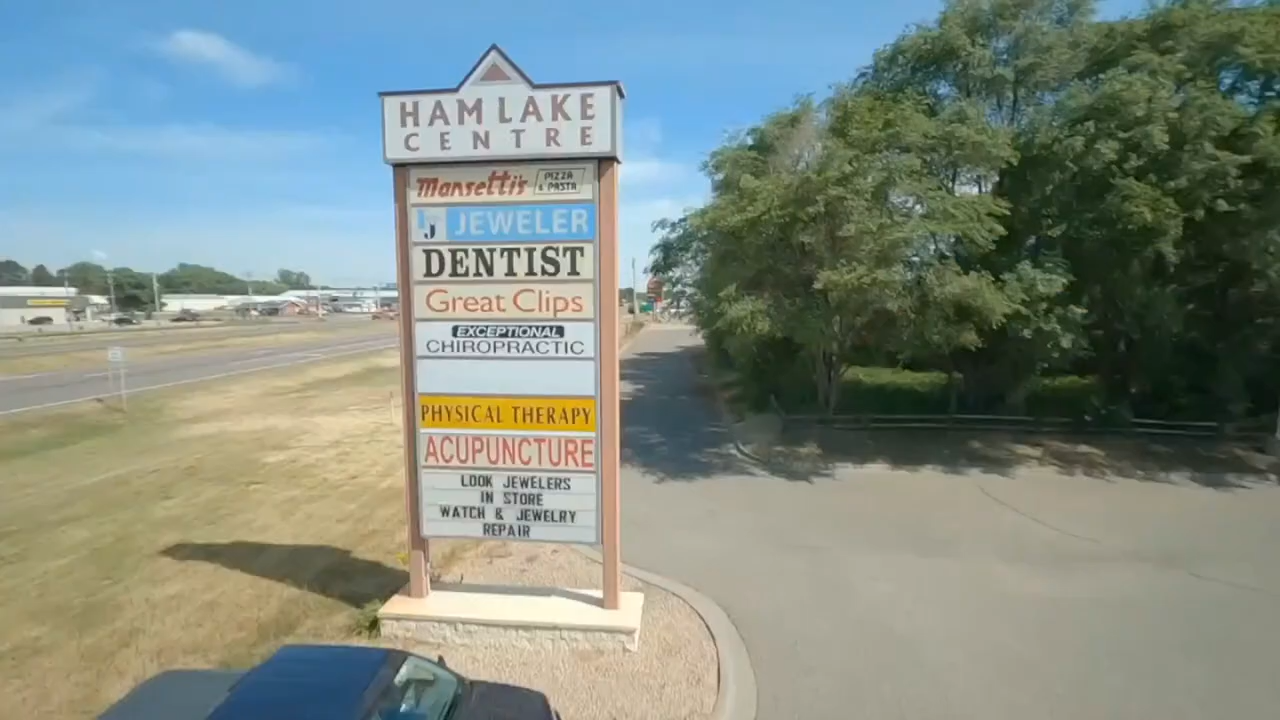 HAM LAKE
CENTRE
Mansetti's PIZZA & PASTA
LJ JEWELER
DENTIST
Great Clips
EXCEPTIONAL
CHIROPRACTIC
PHYSICAL THERAPY
ACUPUNCTURE
LOOK JEWELERS
IN STORE
WATCH & JEWELRY
REPAIR